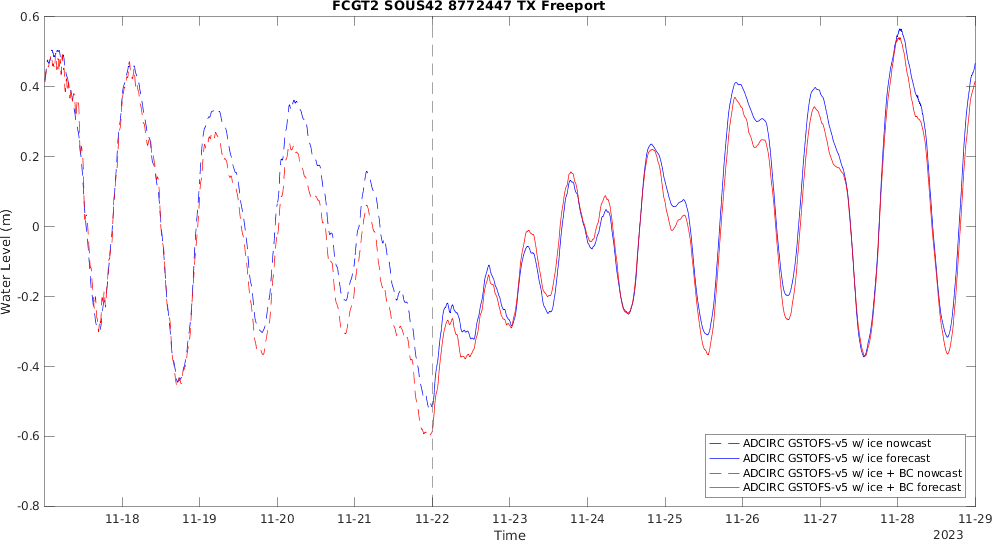 FCGT2 SOUS42 8772447 TX Freeport
0.6
0.4
0.2
0
-0.2
-0.4
-0.6
-0.8
Water Level (m)
ADCIRC GSTOFS-v5 w/ ice nowcast
ADCIRC GSTOFS-v5 w/ ice forecast
ADCIRC GSTOFS-v5 w/ ice + BC nowcast
ADCIRC GSTOFS-v5 w/ ice + BC forecast
11-18 11-19 11-20 11-21 11-22 11-23 11-24 11-25 11-26 11-27 11-28 11-29
Time
2023